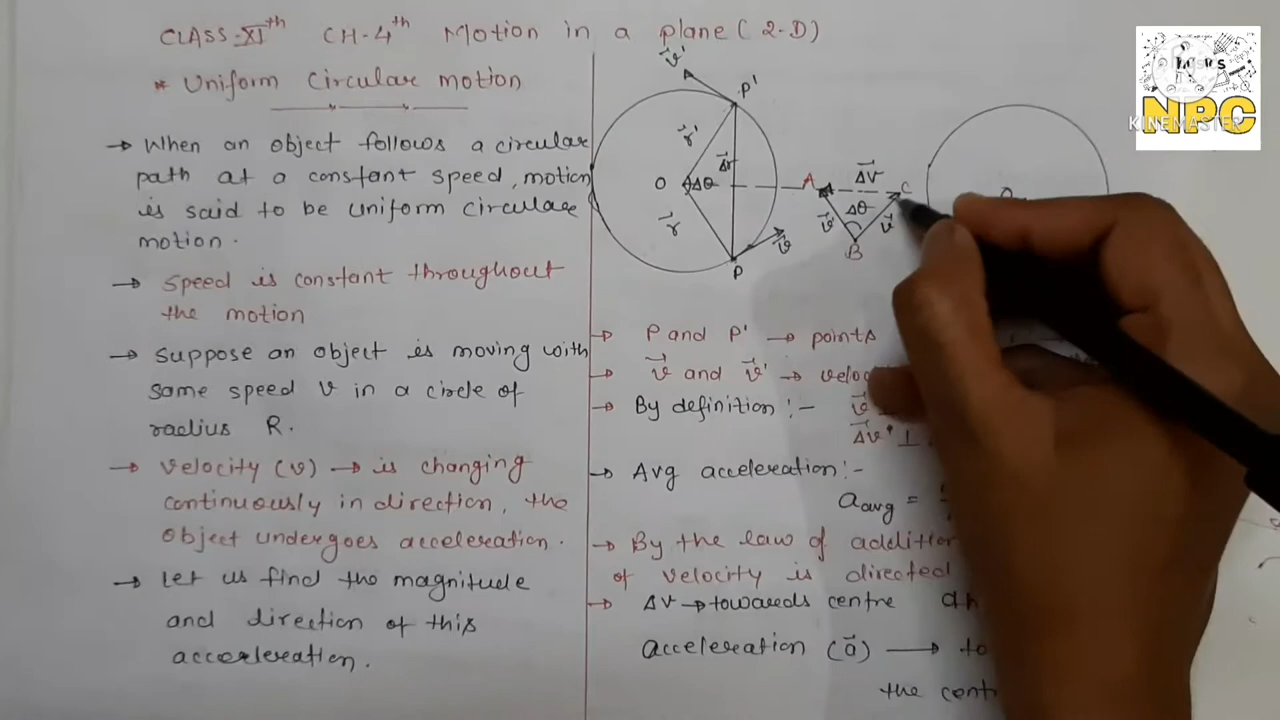 CLASS-XIth CH-4th Motion in a plane (2-D)
* Uniform circular motion
→ When an object follows a circular
path at a constant speed, motion
is said to be uniform circular
motion.
→ Speed is constant throughout
the motion
→ Suppose an object is moving with
same speed v in a circle of
radius R.
→ Velocity (v) → is changing
continuously in direction, the
object undergoes acceleration.
→ Let us find the magnitude
and direction of this
accerleration.
v⃗'
P'
r⃗'
Δr⃗
O
Δθ
r⃗
v⃗
P
A
Δv⃗
C
Δθ
v⃗'
v⃗
B
→ P and P' → points
→ v⃗ and v⃗' →
→ By definition :- v⃗
Δv⃗ ⊥
→ Avg acceleration :-
aavg =
→ By the law of
of velocity is directed
→ Δv → towards centre
acceleration (a⃗) → to
the
Physics
NPC
KINEMASTER